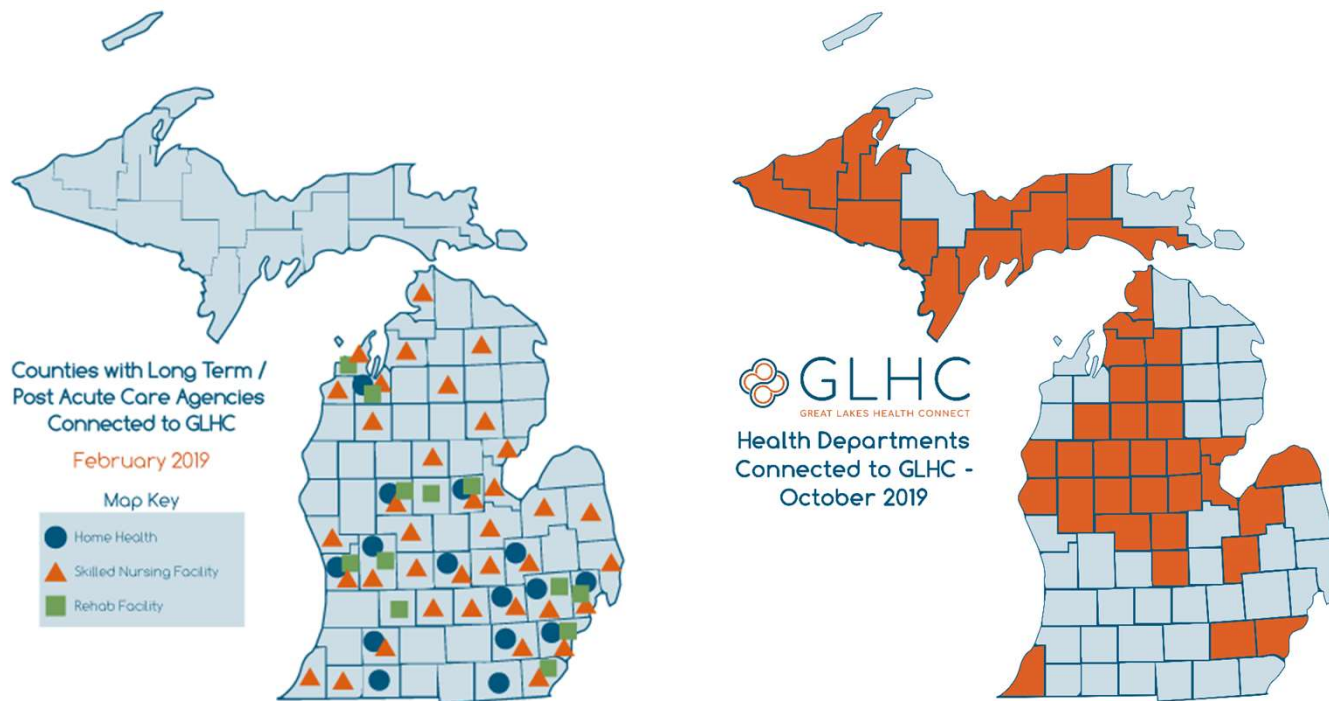 Counties with Long Term /
Post Acute Care Agencies
Connected to GLHC
February 2019
Map Key
Home Health
Skilled Nursing Facility
Rehab Facility
GLHC
GREAT LAKES HEALTH CONNECT
Health Departments
Connected to GLHC -
October 2019